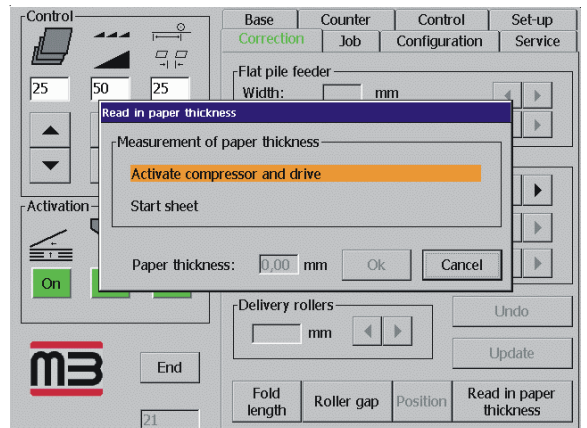 Control
25
50
25
Activation
On
M3
End
21
Base
Counter
Control
Set-up
Correction
Job
Configuration
Service
Flat pile feeder
Width:
mm
Read in paper thickness
Measurement of paper thickness
Activate compressor and drive
Start sheet
Paper thickness:
0,00
mm
Ok
Cancel
Delivery rollers
mm
Undo
Update
Fold
length
Roller gap
Position
Read in paper
thickness